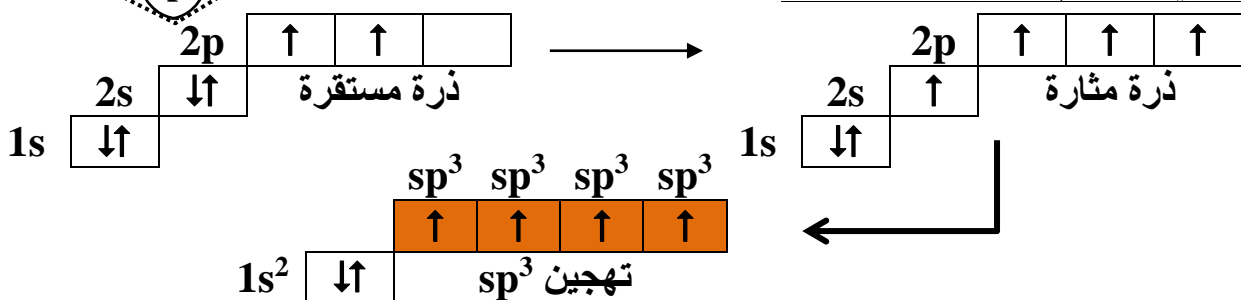 2p ↑ ↑
2s ↓↑ ذرة مستقرة
1s ↓↑
2p ↑ ↑ ↑
2s ↑ ذرة مثارة
1s ↓↑
sp³ sp³ sp³ sp³
↑ ↑ ↑ ↑
1s² ↓↑ تهجين sp³